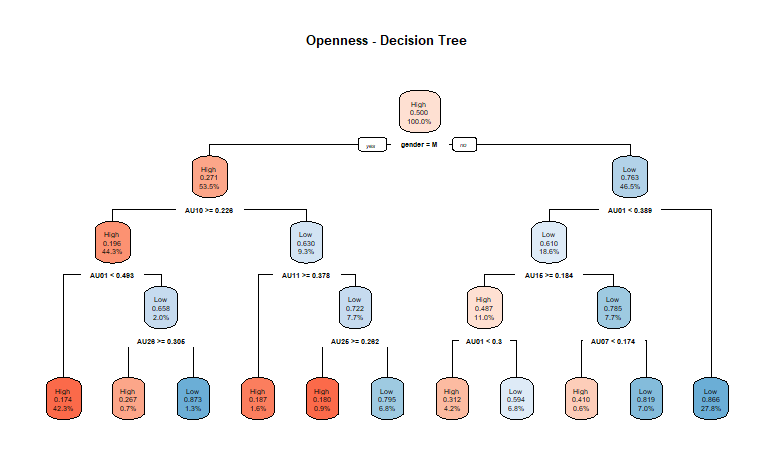 Openness - Decision Tree
High
0.500
100.0%
yes
gender = M
no
High
0.271
53.5%
Low
0.763
46.5%
AU10 >= 0.226
AU01 < 0.389
High
0.196
44.3%
Low
0.630
9.3%
Low
0.610
18.6%
AU01 < 0.493
AU11 >= 0.378
AU15 >= 0.184
Low
0.658
2.0%
Low
0.722
7.7%
High
0.487
11.0%
Low
0.785
7.7%
AU26 >= 0.305
AU25 >= 0.262
AU01 < 0.3
AU07 < 0.174
High
0.174
42.3%
High
0.267
0.7%
Low
0.873
1.3%
High
0.187
1.6%
High
0.180
0.9%
Low
0.795
6.8%
High
0.312
4.2%
Low
0.594
6.8%
High
0.410
0.6%
Low
0.819
7.0%
Low
0.866
27.8%